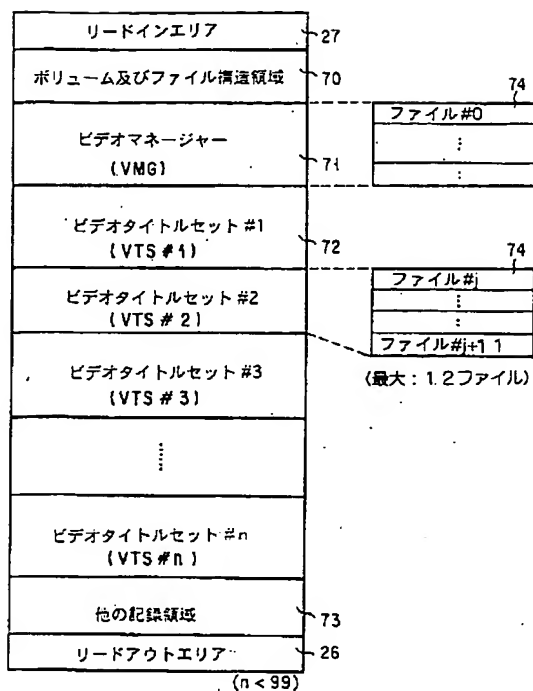 リードインエリア
27
ボリューム及びファイル構造領域
70
74
ファイル#0
ビデオマネージャー
(VMG)
71
ビデオタイトルセット #1
(VTS #1)
72
74
ファイル#j
ビデオタイトルセット #2
(VTS #2)
ファイル#j+11
(最大:12ファイル)
ビデオタイトルセット #3
(VTS #3)
ビデオタイトルセット #n
(VTS #n)
他の記録領域
73
リードアウトエリア
26
(n<99)